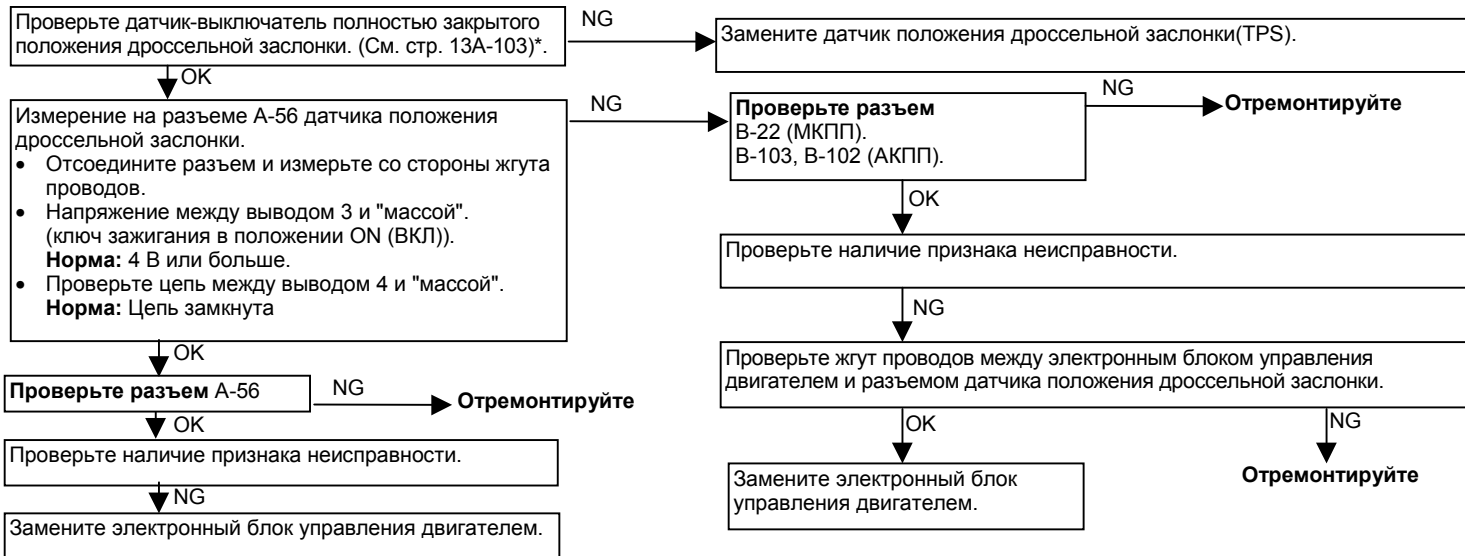 Проверьте датчик-выключатель полностью закрытого
положения дроссельной заслонки. (См. стр. 13A-103)*.
NG
Замените датчик положения дроссельной заслонки(TPS).
OK
Измерение на разъеме А-56 датчика положения
дроссельной заслонки.
• Отсоедините разъем и измерьте со стороны жгута
проводов.
• Напряжение между выводом 3 и "массой".
(ключ зажигания в положении ON (ВКЛ)).
Норма: 4 В или больше.
• Проверьте цепь между выводом 4 и "массой".
Норма: Цепь замкнута
NG
Проверьте разъем
В-22 (МКПП).
В-103, В-102 (АКПП).
NG
Отремонтируйте
OK
Проверьте наличие признака неисправности.
NG
Проверьте жгут проводов между электронным блоком управления
двигателем и разъемом датчика положения дроссельной заслонки.
OK
NG
Замените электронный блок
управления двигателем.
Отремонтируйте
OK
Проверьте разъем А-56
NG
Отремонтируйте
OK
Проверьте наличие признака неисправности.
NG
Замените электронный блок управления двигателем.